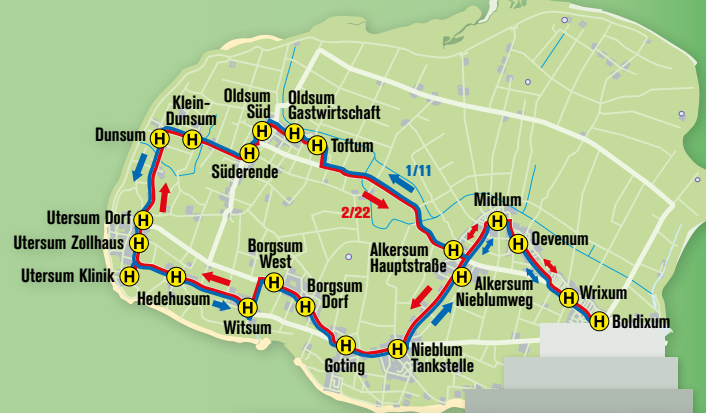 Klein-
Dunsum
Oldsum
Süd
Oldsum
Gastwirtschaft
Dunsum
H
H
H
H
H
H
Toftum
Süderende
1/11
2/22
Midlum
H
Utersum Dorf
H
Utersum Zollhaus
H
Oevenum
H
Alkersum
Hauptstraße
H
Borgsum
West
H
Utersum Klinik
H
Hedehusum
H
Alkersum
Nieblumweg
H
Borgsum
Dorf
H
Witsum
H
Wrixum
H
Boldixum
H
Goting
H
Nieblum
Tankstelle
H